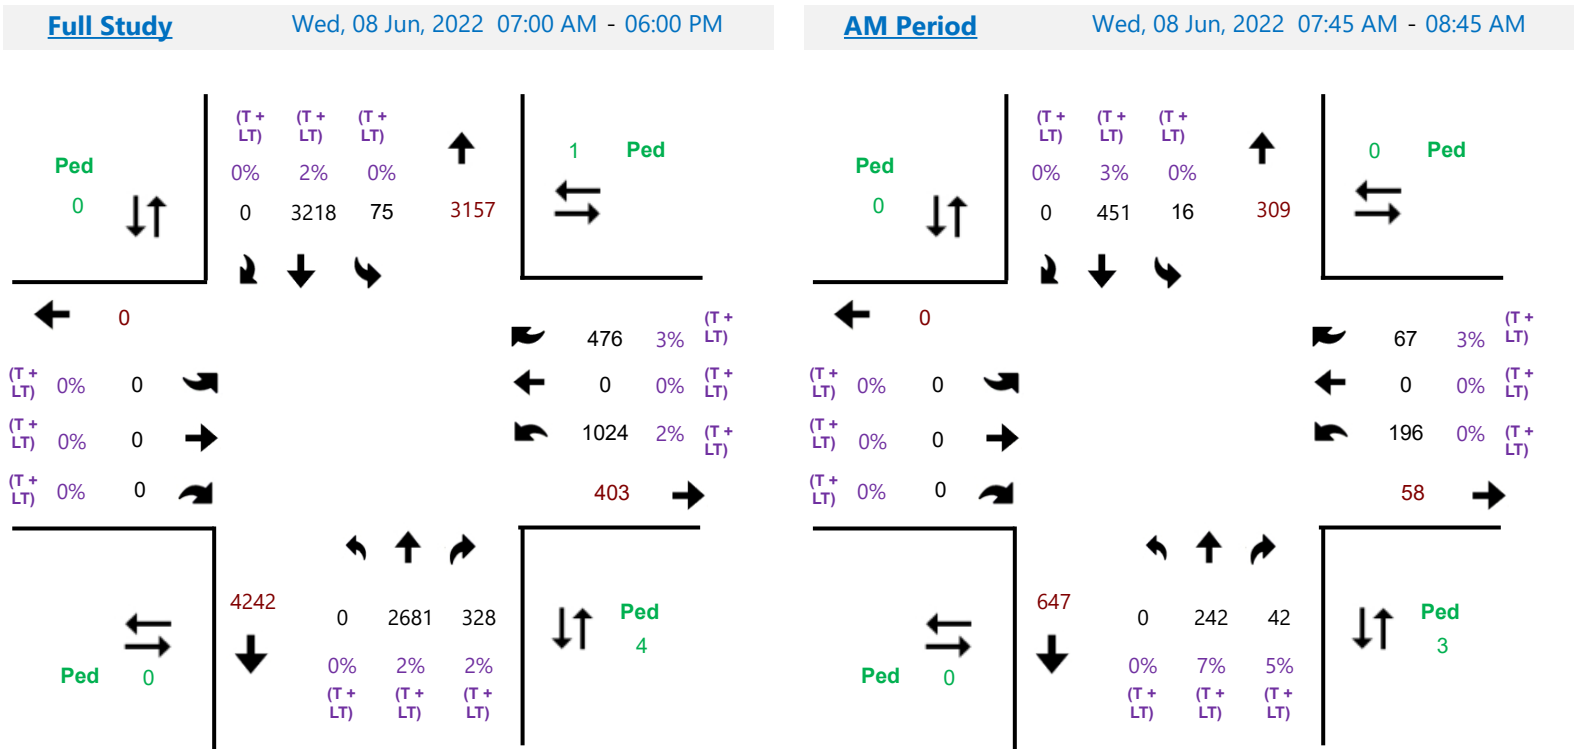 Full Study Wed, 08 Jun, 2022 07:00 AM - 06:00 PM
(T + LT) (T + LT) (T + LT)
Ped 0% 2% 0% 1 Ped
0 0 3218 75 3157
0
476 3% (T + LT)
(T + LT) 0% 0 0 0% (T + LT)
(T + LT) 0% 0 1024 2% (T + LT)
(T + LT) 0% 0 403
4242 0 2681 328 Ped
4
Ped 0 0% 2% 2%
(T + LT) (T + LT) (T + LT)
AM Period Wed, 08 Jun, 2022 07:45 AM - 08:45 AM
(T + LT) (T + LT) (T + LT)
Ped 0% 3% 0% 0 Ped
0 0 451 16 309
0
67 3% (T + LT)
(T + LT) 0% 0 0 0% (T + LT)
(T + LT) 0% 0 196 0% (T + LT)
(T + LT) 0% 0 58
647 0 242 42 Ped
3
Ped 0 0% 7% 5%
(T + LT) (T + LT) (T + LT)